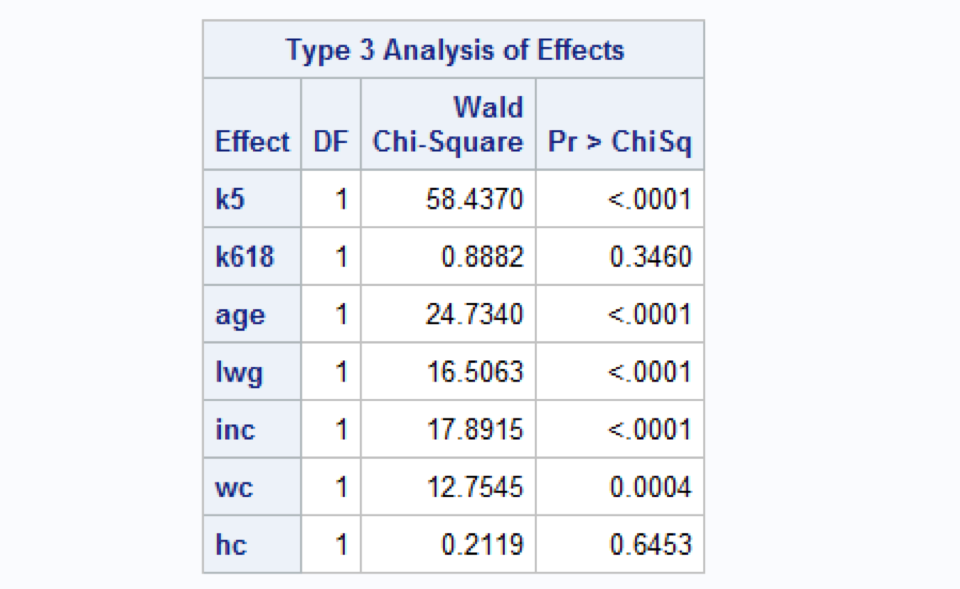 Type 3 Analysis of Effects
Wald
Effect DF Chi-Square Pr > ChiSq
k5 1 58.4370 <.0001
k618 1 0.8882 0.3460
age 1 24.7340 <.0001
lwg 1 16.5063 <.0001
inc 1 17.8915 <.0001
wc 1 12.7545 0.0004
hc 1 0.2119 0.6453